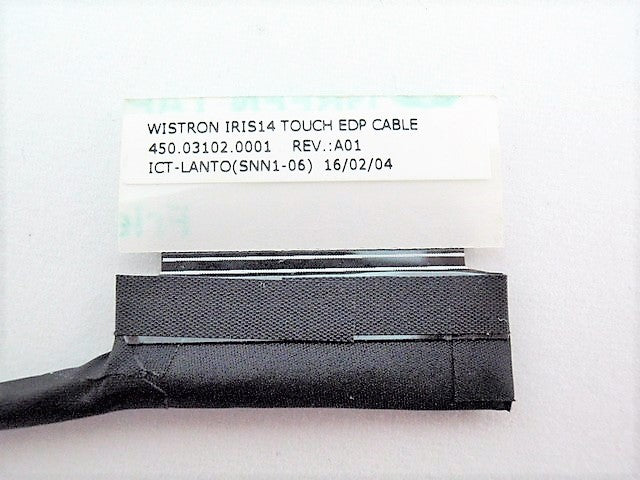 WISTRON IRIS14 TOUCH EDP CABLE
450.03102.0001 REV.:A01
ICT-LANTO(SNN1-06) 16/02/04